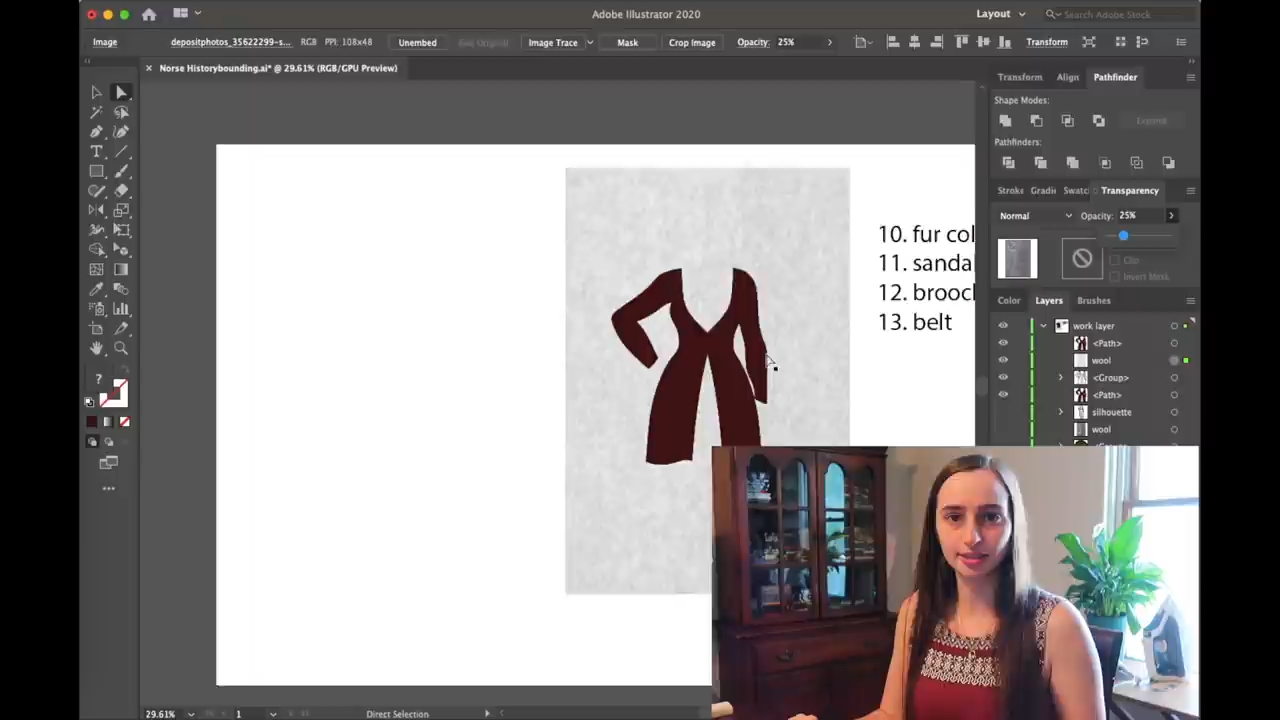 Adobe Illustrator 2020
Layout
Search Adobe Stock
Image
depositphotos_35622299-s...
RGB
PPI: 108x48
Unembed
Image Trace
Mask
Crop Image
Opacity:
25%
Transform
Norse Historybounding.ai* @ 29.61% (RGB/GPU Preview)
Transform
Align
Pathfinder
Shape Modes:
Expand
Pathfinders:
Stroke
Gradi
Swatc
Transparency
Normal
Opacity:
25%
Clip
Invert Mask
Color
Layers
Brushes
work layer
<Path>
wool
<Group>
<Path>
silhouette
wool
10. fur col
11. sandal
12. brooch
13. belt
29.61%
1
Direct Selection